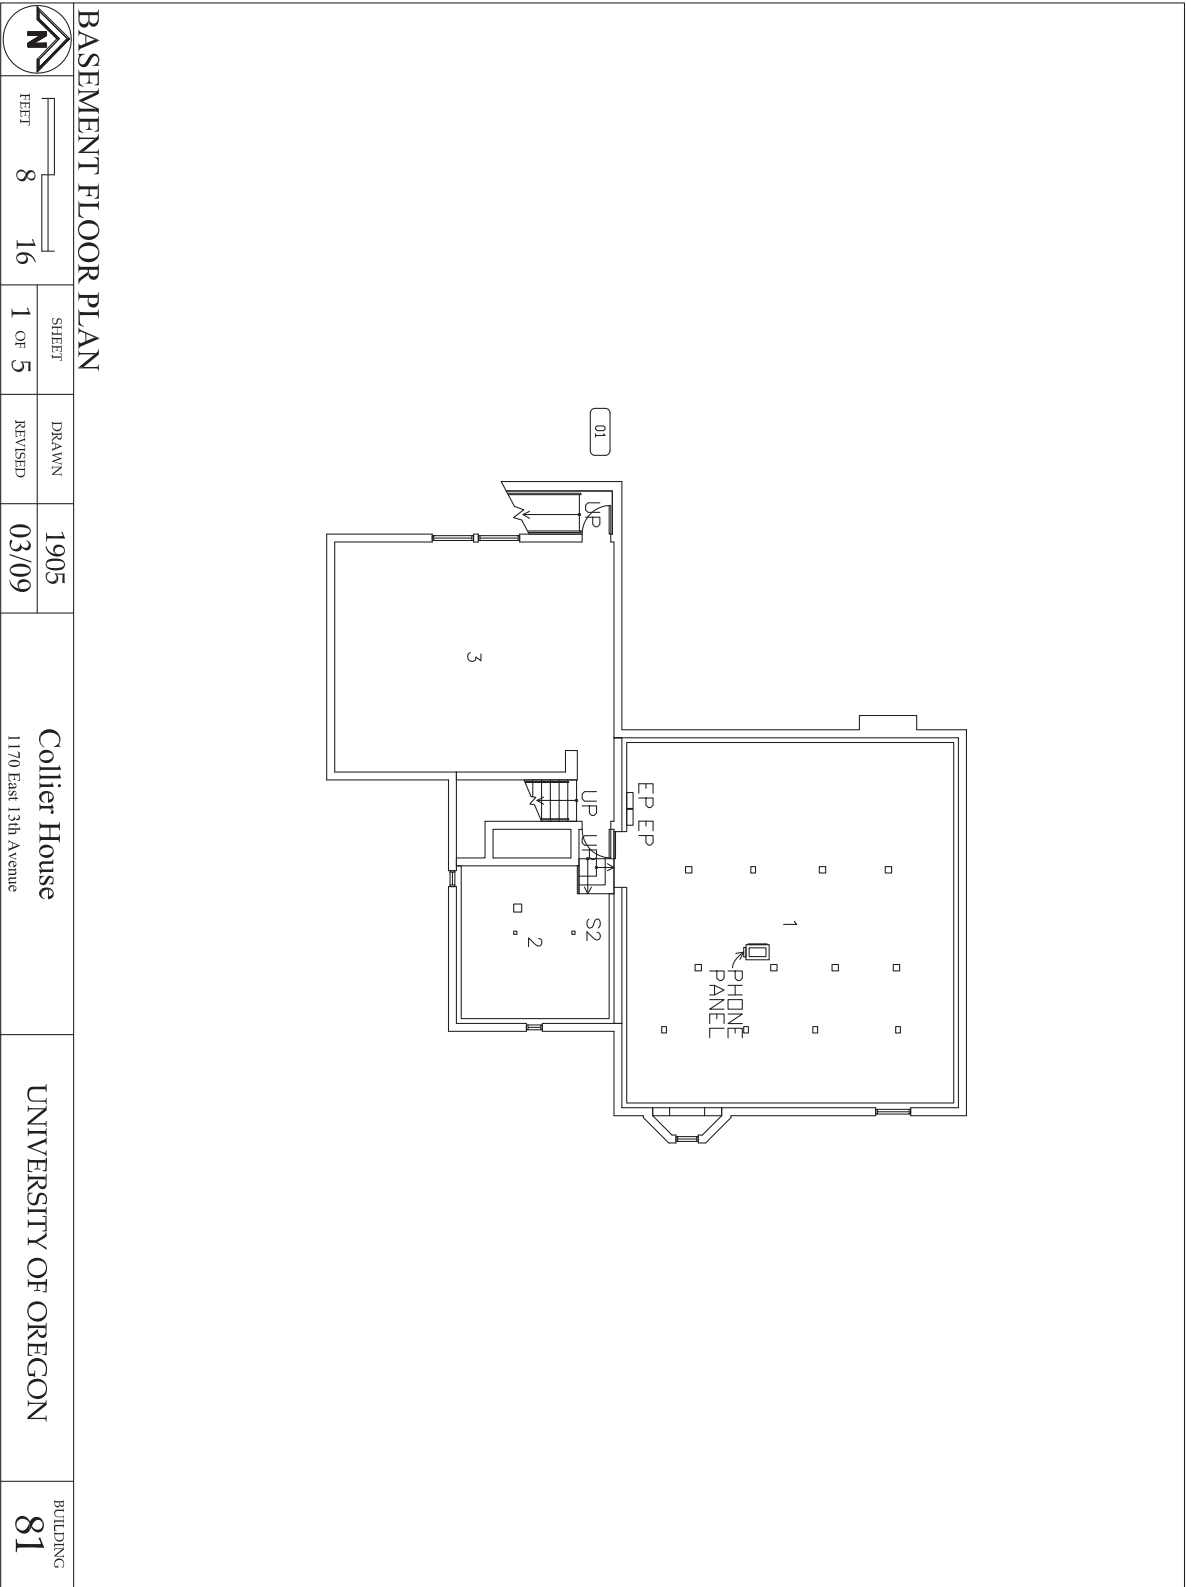 BASEMENT FLOOR PLAN
01
UP
3
UP
UP
EP EP
S2
2
1
PHONE
PANEL
N
FEET 8 16
SHEET
1 OF 5
DRAWN 1905
REVISED 03/09
Collier House
1170 East 13th Avenue
UNIVERSITY OF OREGON
BUILDING
81